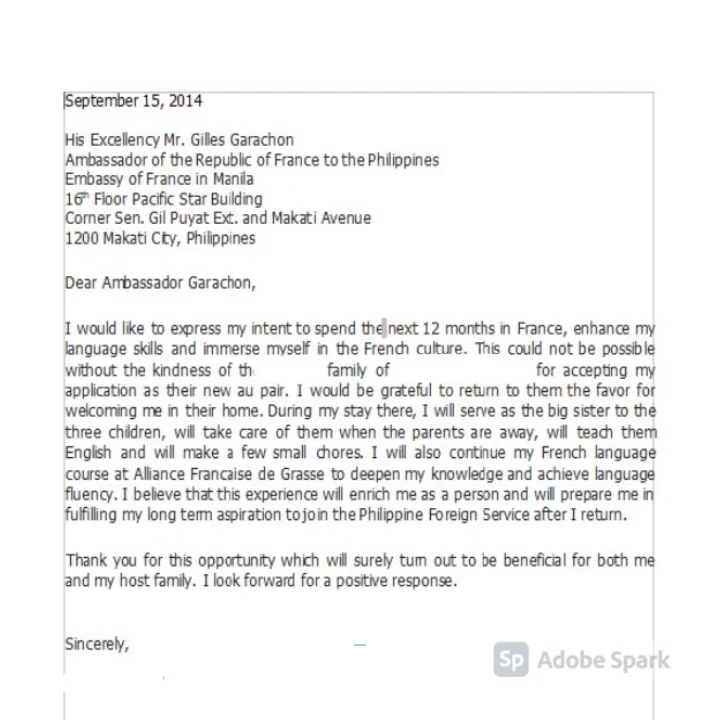 September 15, 2014
His Excellency Mr. Gilles Garachon
Ambassador of the Republic of France to the Philippines
Embassy of France in Manila
16th Floor Pacific Star Building
Corner Sen. Gil Puyat Ext. and Makati Avenue
1200 Makati City, Philippines
Dear Ambassador Garachon,
I would like to express my intent to spend the next 12 months in France, enhance my
language skills and immerse myself in the French culture. This could not be possible
without the kindness of th family of for accepting my
application as their new au pair. I would be grateful to return to them the favor for
welcoming me in their home. During my stay there, I will serve as the big sister to the
three children, will take care of them when the parents are away, will teach them
English and will make a few small chores. I will also continue my French language
course at Alliance Francaise de Grasse to deepen my knowledge and achieve language
fluency. I believe that this experience will enrich me as a person and will prepare me in
fulfilling my long term aspiration to join the Philippine Foreign Service after I return.
Thank you for this opportunity which will surely turn out to be beneficial for both me
and my host family. I look forward for a positive response.
Sincerely,
Sp Adobe Spark